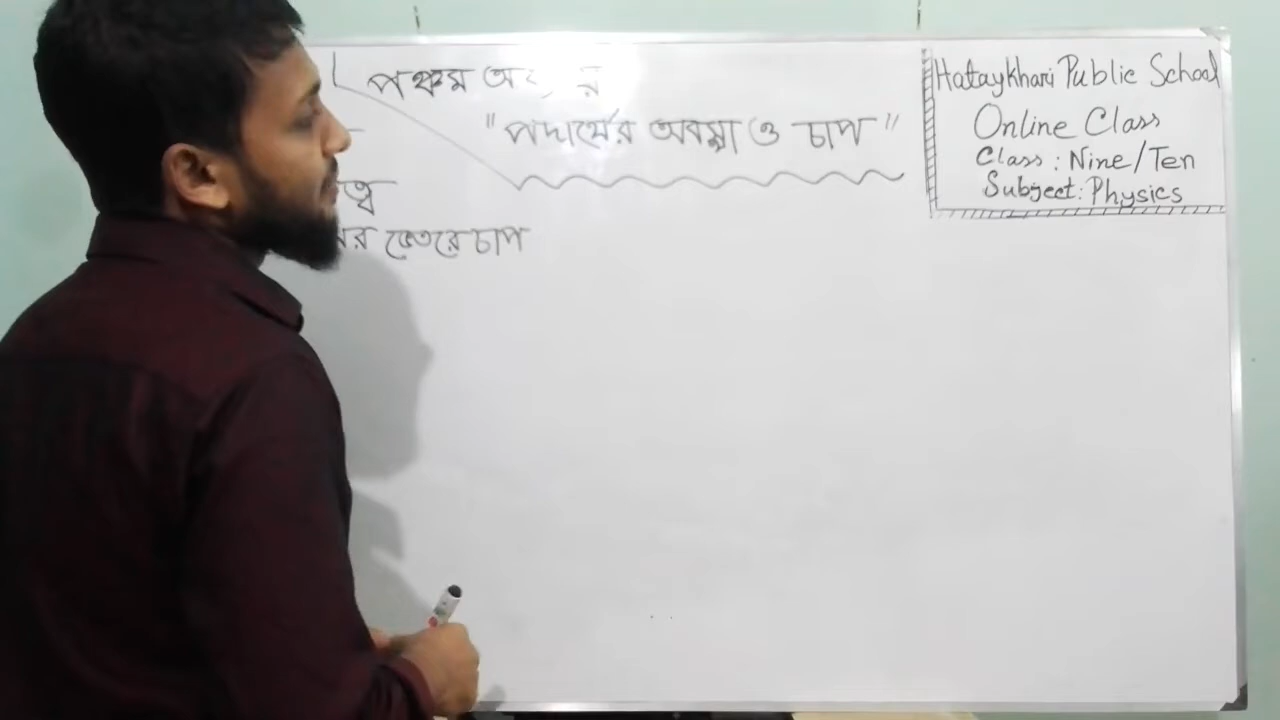 পঞ্চম
"পদার্থের অবস্থা ও চাপ"
ভেতরে চাপ
Hataykhari Public School
Online Class
Class: Nine/Ten
Subject: Physics